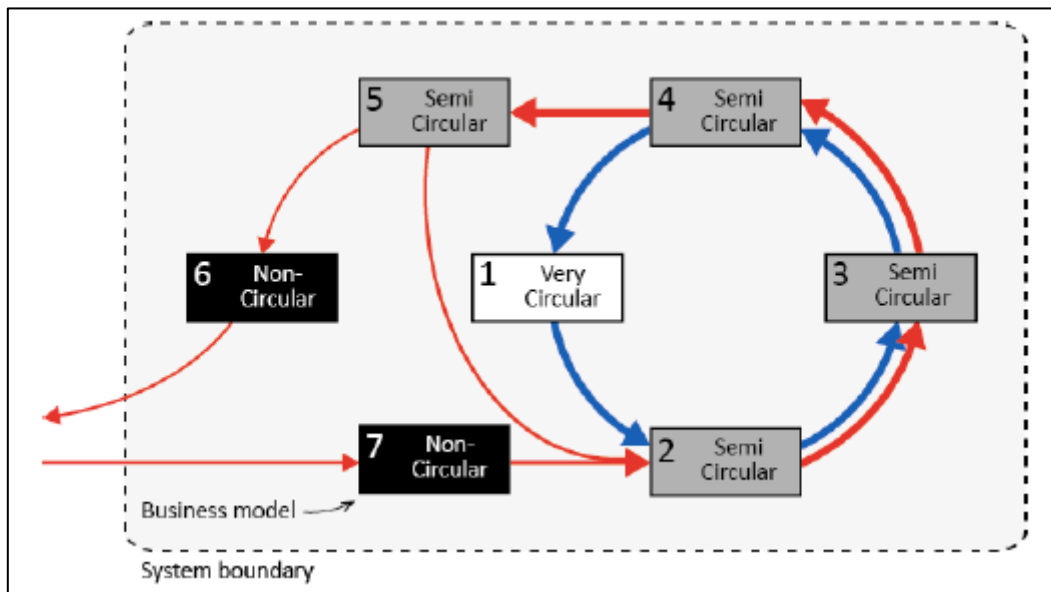 5 Semi
Circular
4 Semi
Circular
6 Non-
Circular
1 Very
Circular
3 Semi
Circular
7 Non-
Circular
2 Semi
Circular
Business model
System boundary